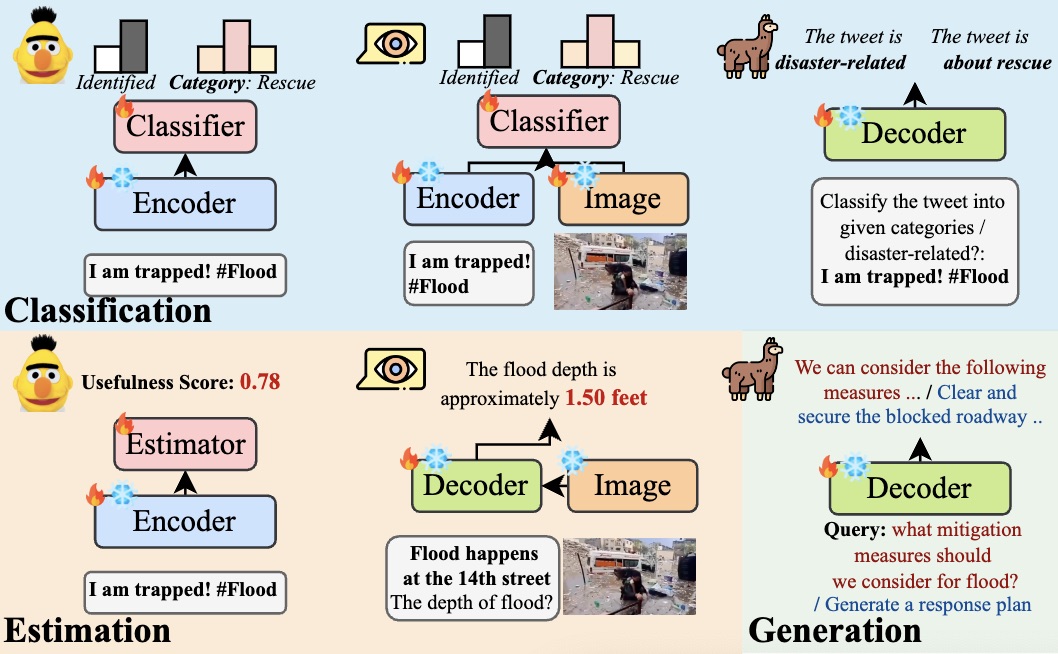 Identified
Category: Rescue
Classifier
Encoder
I am trapped! #Flood
Identified
Category: Rescue
Classifier
Encoder
Image
I am trapped!
#Flood
The tweet is
disaster-related
The tweet is
about rescue
Decoder
Classify the tweet into
given categories /
disaster-related?:
I am trapped! #Flood
Classification
Usefulness Score: 0.78
Estimator
Encoder
I am trapped! #Flood
The flood depth is
approximately 1.50 feet
Decoder
Image
Flood happens
at the 14th street
The depth of flood?
Estimation
We can consider the following
measures ... / Clear and
secure the blocked roadway ..
Decoder
Query: what mitigation
measures should
we consider for flood?
/ Generate a response plan
Generation